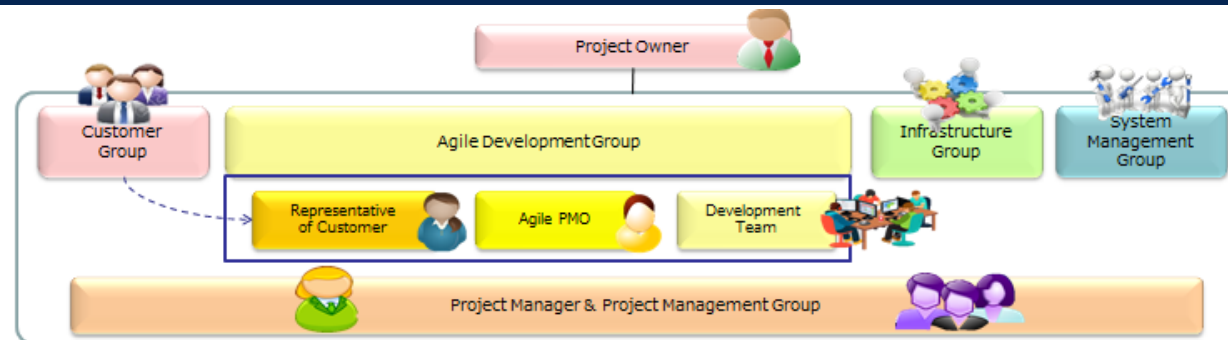 Project Owner
Customer
Group
Agile Development Group
Infrastructure
Group
System
Management
Group
Representative
of Customer
Agile PMO
Development
Team
Project Manager & Project Management Group